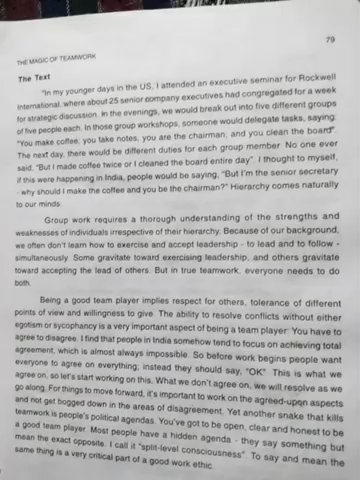 79
THE MAGIC OF TEAMWORK
The Text
"In my younger days in the US, I attended an executive seminar for Rockwell
International, where about 25 senior company executives had congregated for a week
for strategic discussion. In the evenings, we would break out into five different groups
of five people each. In those group workshops, someone would delegate tasks, saying:
"You make coffee; you take notes, you are the chairman; and you clean the board".
The next day, there would be different duties for each group member. No one ever
said, "But I made coffee twice or I cleaned the board entire day". I thought to myself,
if this were happening in India, people would be saying, "But I'm the senior secretary
- why should I make the coffee and you be the chairman?" Hierarchy comes naturally
to our minds.
Group work requires a thorough understanding of the strengths and
weaknesses of individuals irrespective of their hierarchy. Because of our background,
we often don't learn how to exercise and accept leadership - to lead and to follow -
simultaneously. Some gravitate toward exercising leadership, and others gravitate
toward accepting the lead of others. But in true teamwork, everyone needs to do
both.
Being a good team player implies respect for others, tolerance of different
points of view and willingness to give. The ability to resolve conflicts without either
egotism or sycophancy is a very important aspect of being a team player: You have to
agree to disagree. I find that people in India somehow tend to focus on achieving total
agreement, which is almost always impossible. So before work begins people want
everyone to agree on everything, instead they should say, "OK" This is what we
agree on, so let's start working on this. What we don't agree on, we will resolve as we
go along. For things to move forward, it's important to work on the agreed-upon aspects
and not get bogged down in the areas of disagreement. Yet another snake that kills
teamwork is people's political agendas. You've got to be open, clear and honest to be
a good team player. Most people have a hidden agenda - they say something but
mean the exact opposite. I call it "split-level consciousness". To say and mean the
same thing is a very critical part of a good work ethic.